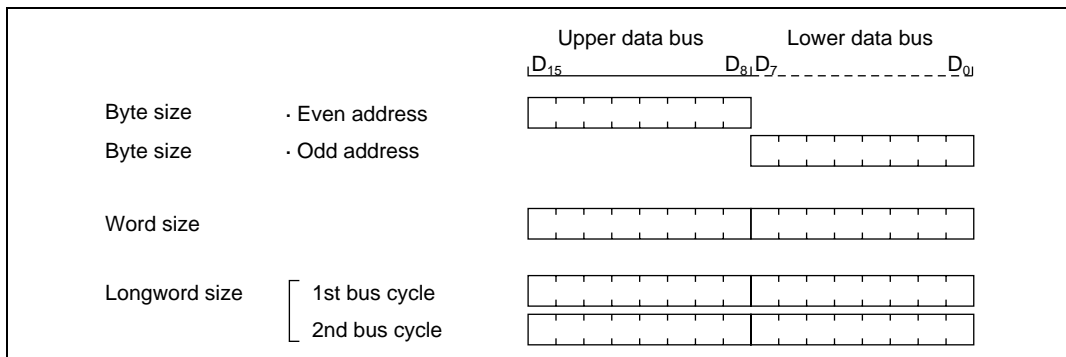 Upper data bus Lower data bus
D15 D8 D7 D0
Byte size · Even address
Byte size · Odd address
Word size
Longword size 1st bus cycle
2nd bus cycle